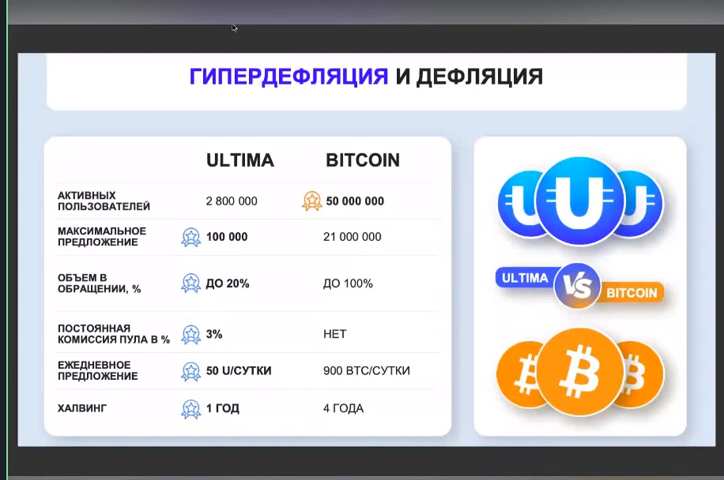 ГИПЕРДЕФЛЯЦИЯ И ДЕФЛЯЦИЯ
ULTIMA BITCOIN
АКТИВНЫХ
ПОЛЬЗОВАТЕЛЕЙ
2 800 000 50 000 000
МАКСИМАЛЬНОЕ
ПРЕДЛОЖЕНИЕ
100 000 21 000 000
ОБЪЕМ В
ОБРАЩЕНИИ, %
ДО 20% ДО 100%
ПОСТОЯННАЯ
КОМИССИЯ ПУЛА В %
3% НЕТ
ЕЖЕДНЕВНОЕ
ПРЕДЛОЖЕНИЕ
50 U/СУТКИ 900 BTC/СУТКИ
ХАЛВИНГ 1 ГОД 4 ГОДА
ULTIMA
VS
BITCOIN